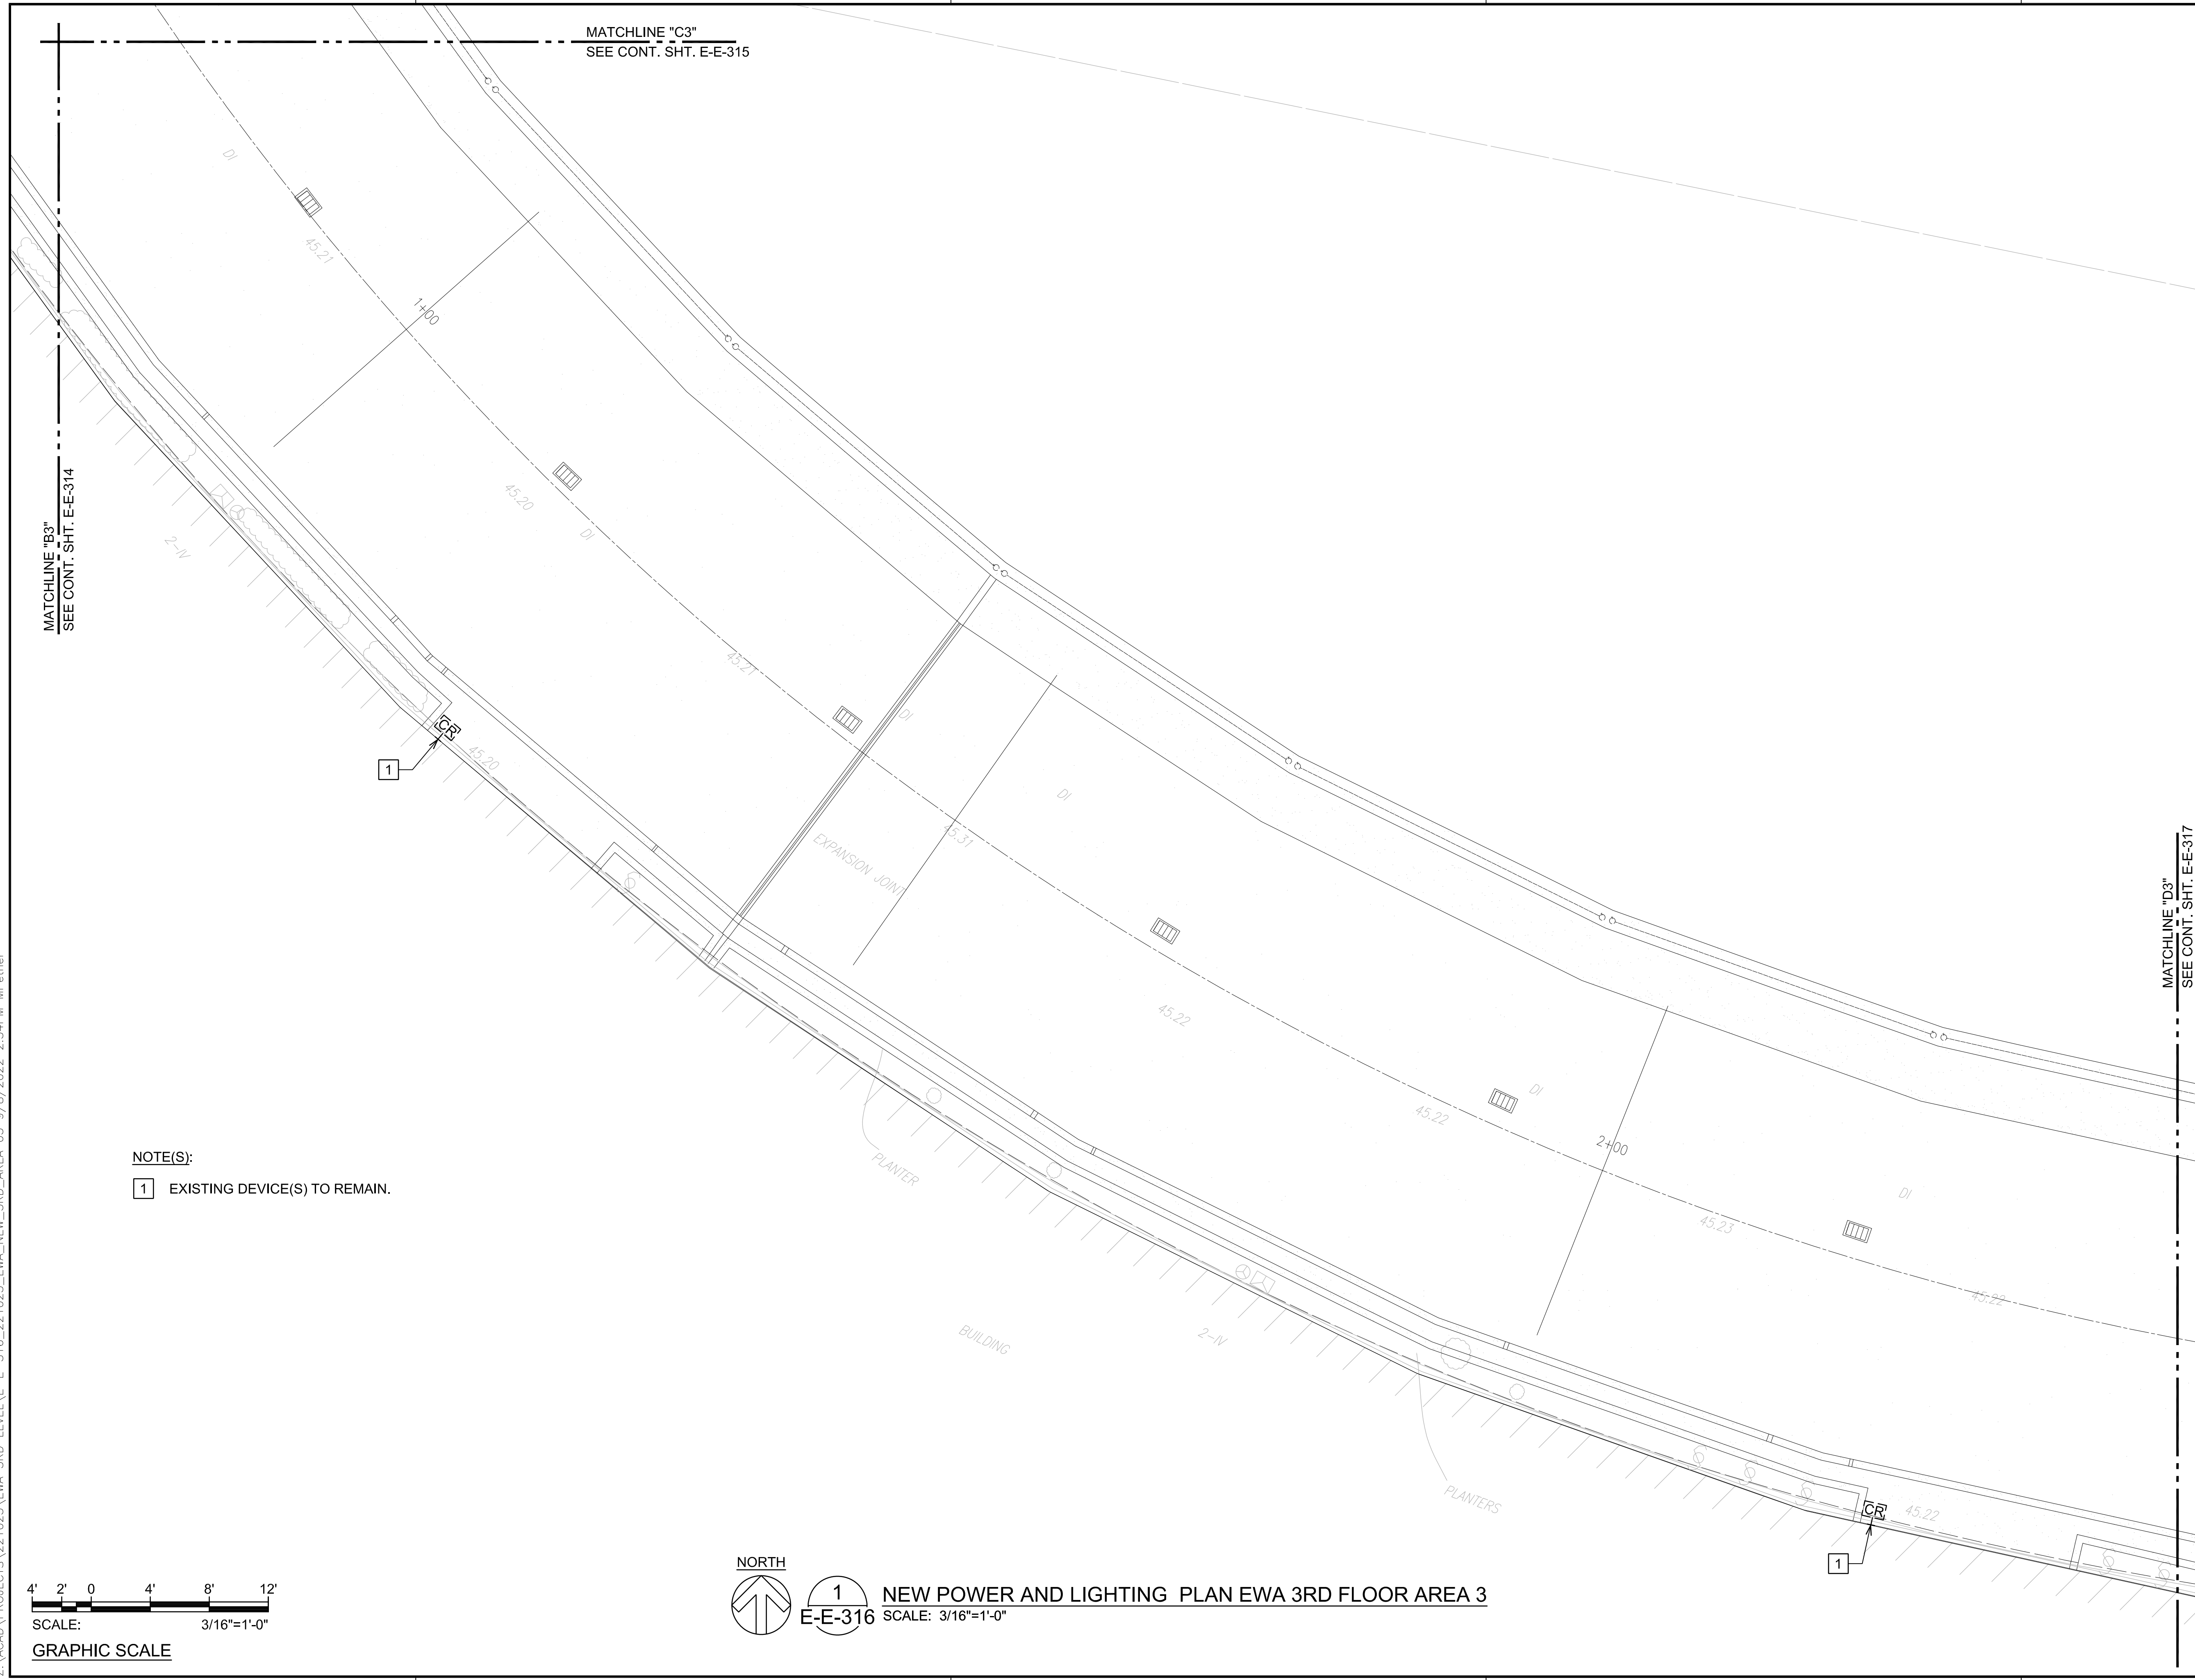 MATCHLINE "C3"
SEE CONT. SHT. E-E-315
DI
45.21
1+00
MATCHLINE "B3"
SEE CONT. SHT. E-E-314
2-IV
45.20
DI
45.21
DI
CR
45.20
1
DI
45.31
EXPANSION JOINT
MATCHLINE "D3"
SEE CONT. SHT. E-E-317
45.22
DI
45.22
2+00
DI
45.23
45.22
PLANTER
NOTE(S):
1 EXISTING DEVICE(S) TO REMAIN.
BUILDING
2-IV
PLANTERS
CR
45.22
1
4' 2' 0 4' 8' 12'
SCALE: 3/16"=1'-0"
GRAPHIC SCALE
NORTH
1
E-E-316
NEW POWER AND LIGHTING PLAN EWA 3RD FLOOR AREA 3
SCALE: 3/16"=1'-0"